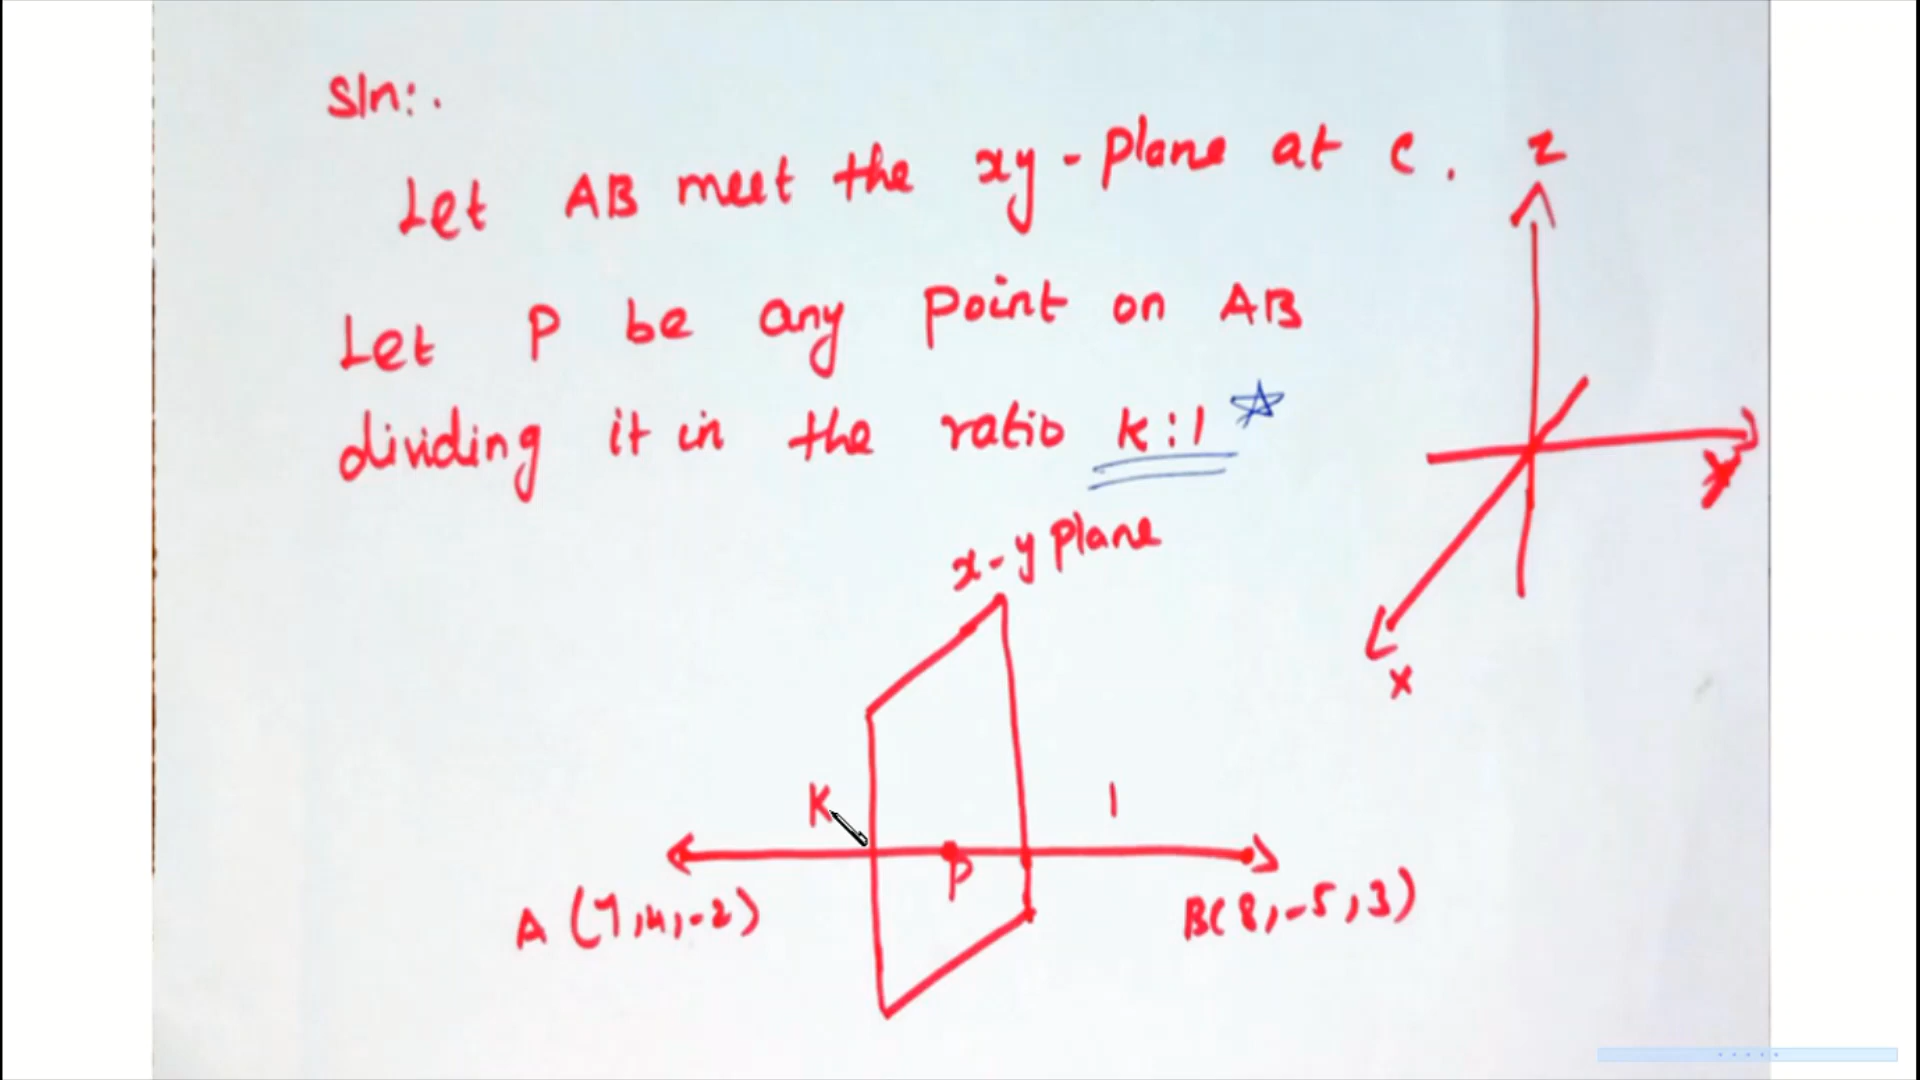 Sln:.
Let AB meet the xy-plane at C.
Let P be any point on AB
dividing it in the ratio k:1
z
y
x
x-y plane
K
1
P
A (7,4,-2)
B(8,-5,3)